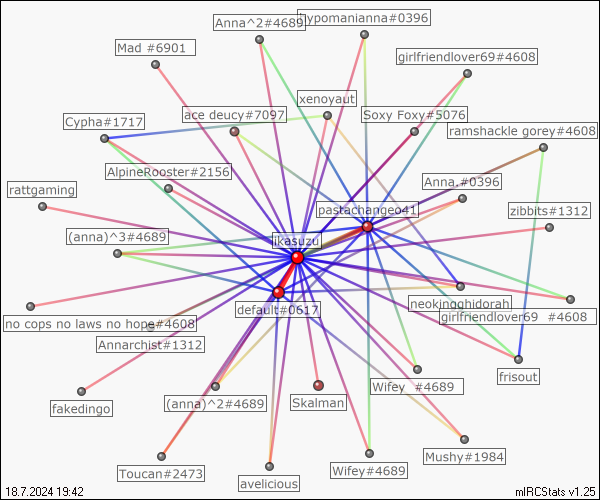 Anna^2#4689
hypomanianna#0396
Mad #6901
girlfriendlover69#4608
xenoyaut
ace deucy#7097
Soxy Foxy#5076
Cypha#1717
ramshackle gorey#4608
AlpineRooster#2156
Anna.#0396
rattgaming
pastachangeo41
zibbits#1312
(anna)^3#4689
ikasuzu
neokingghidorah
default#0617
girlfriendlover69 #4608
no cops no laws no hope#4608
Annarchist#1312
frisout
Wifey #4689
fakedingo
(anna)^2#4689
Skalman
Mushy#1984
Toucan#2473
Wifey#4689
avelicious
18.7.2024 19:42
mIRCStats v1.25